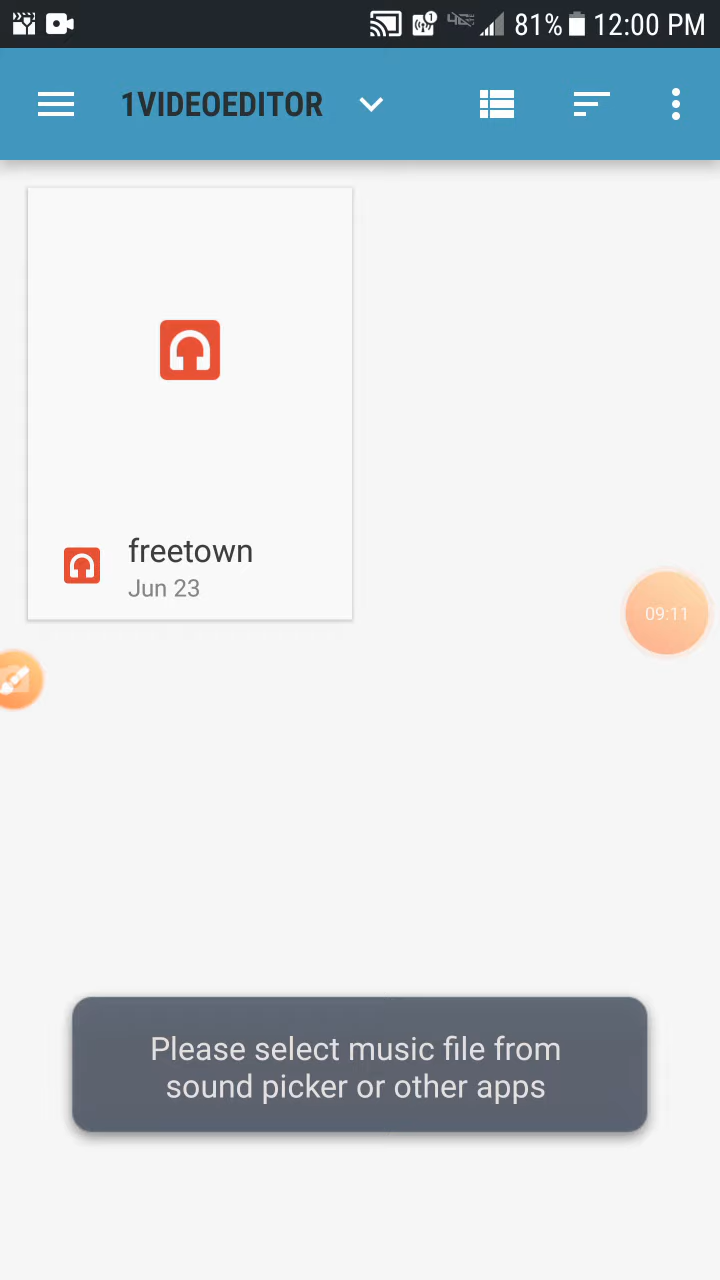 81% 12:00 PM
1VIDEOEDITOR
freetown
Jun 23
09:11
Please select music file from
sound picker or other apps